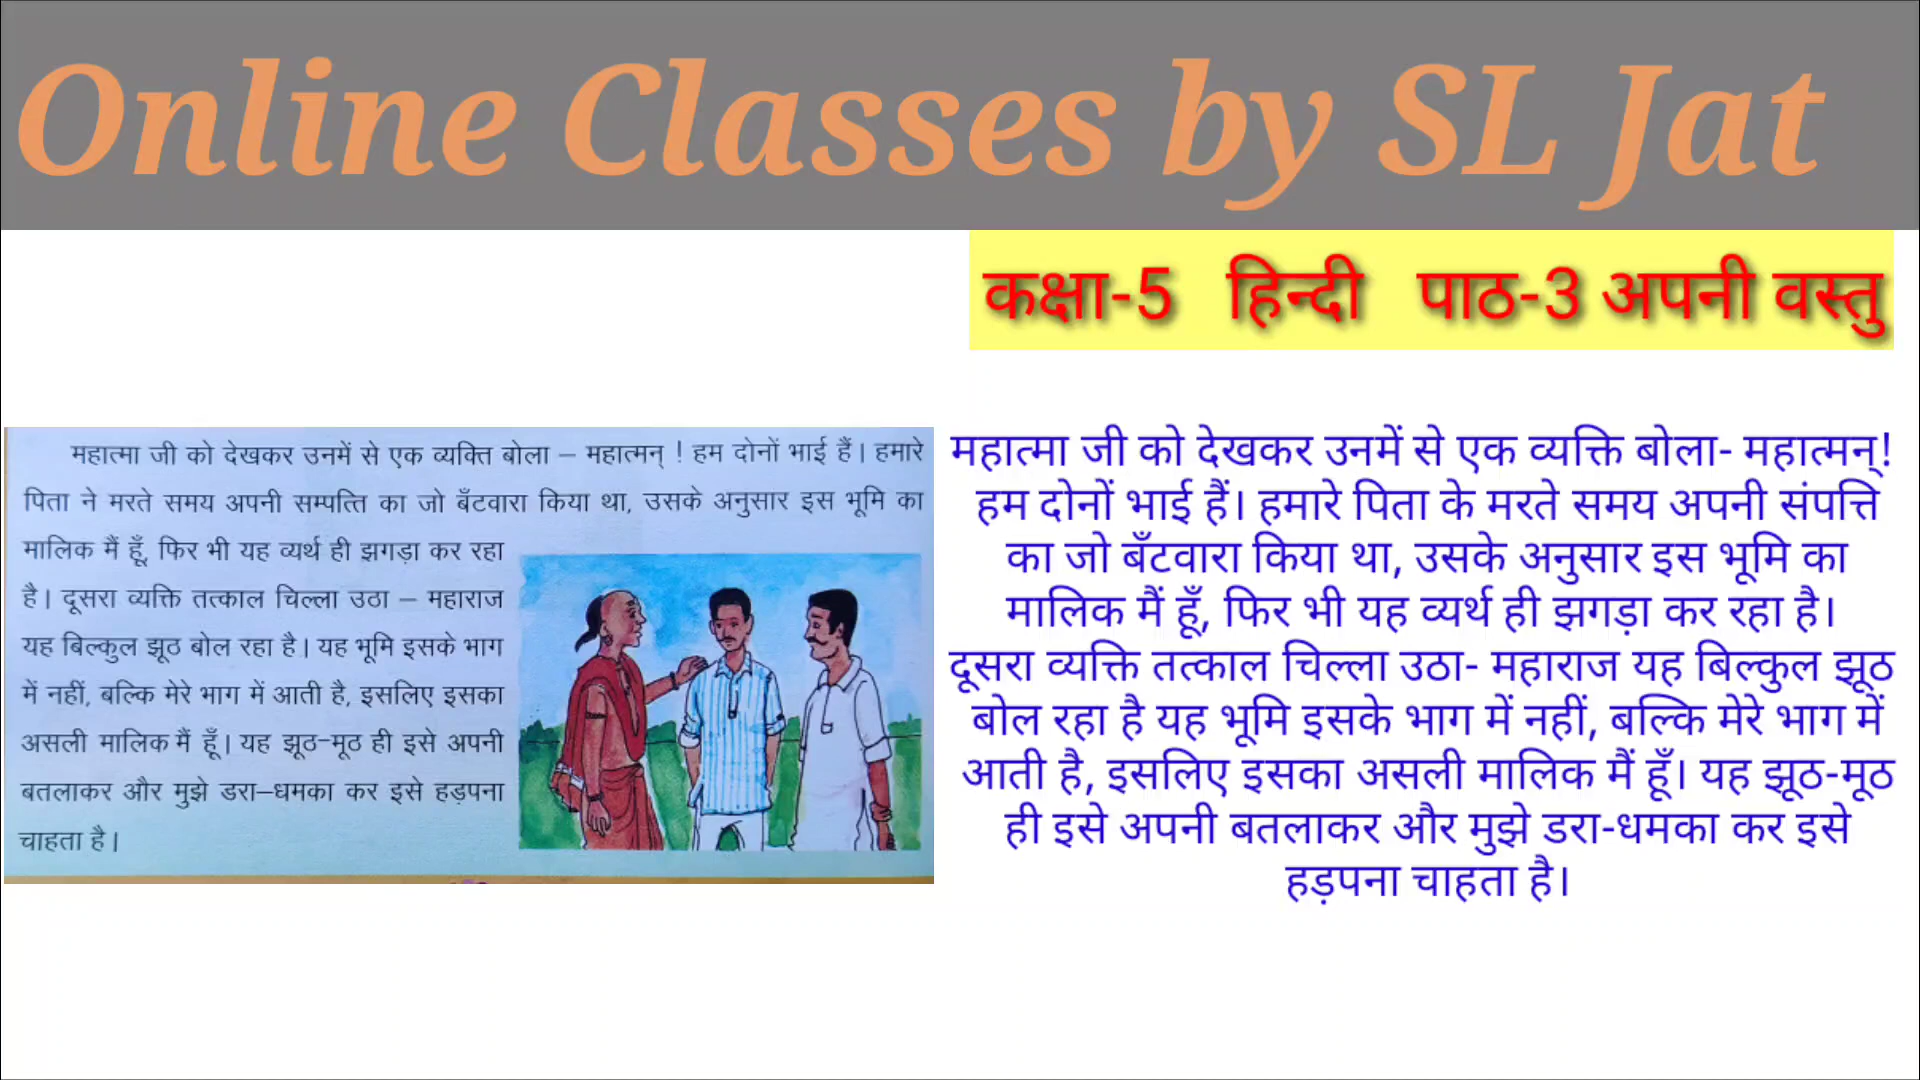 Online Classes by SL Jat
कक्षा-5 हिन्दी पाठ-3 अपनी वस्तु
महात्मा जी को देखकर उनमें से एक व्यक्ति बोला – महात्मन् ! हम दोनों भाई हैं। हमारे
पिता ने मरते समय अपनी सम्पत्ति का जो बँटवारा किया था, उसके अनुसार इस भूमि का
मालिक मैं हूँ, फिर भी यह व्यर्थ ही झगड़ा कर रहा
है। दूसरा व्यक्ति तत्काल चिल्ला उठा – महाराज
यह बिल्कुल झूठ बोल रहा है। यह भूमि इसके भाग
में नहीं, बल्कि मेरे भाग में आती है, इसलिए इसका
असली मालिक मैं हूँ। यह झूठ-मूठ ही इसे अपनी
बतलाकर और मुझे डरा–धमका कर इसे हड़पना
चाहता है।
महात्मा जी को देखकर उनमें से एक व्यक्ति बोला- महात्मन्!
हम दोनों भाई हैं। हमारे पिता के मरते समय अपनी संपत्ति
का जो बँटवारा किया था, उसके अनुसार इस भूमि का
मालिक मैं हूँ, फिर भी यह व्यर्थ ही झगड़ा कर रहा है।
दूसरा व्यक्ति तत्काल चिल्ला उठा- महाराज यह बिल्कुल झूठ
बोल रहा है यह भूमि इसके भाग में नहीं, बल्कि मेरे भाग में
आती है, इसलिए इसका असली मालिक मैं हूँ। यह झूठ-मूठ
ही इसे अपनी बतलाकर और मुझे डरा-धमका कर इसे
हड़पना चाहता है।